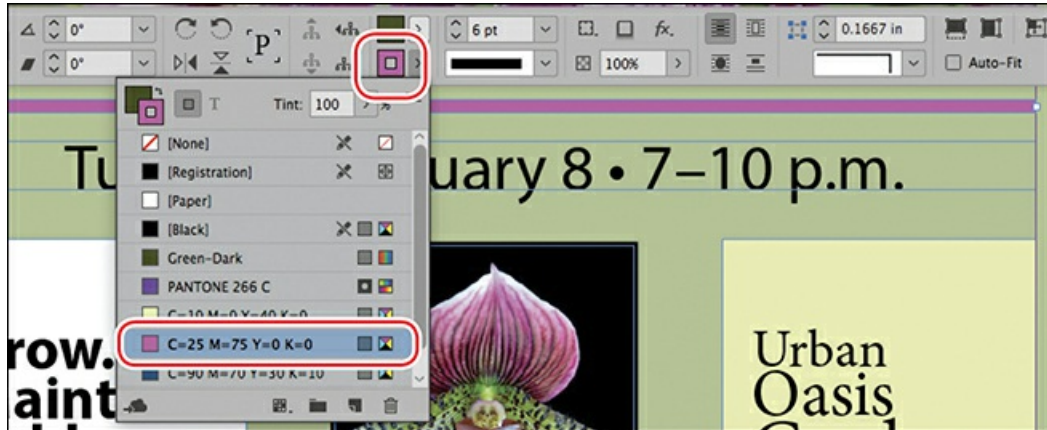 0° 6 pt fx. 0.1667 in
0° P 100% Auto-Fit
T Tint: 100 %
[None]
[Registration]
Tu uary 8 • 7–10 p.m.
[Paper]
[Black]
Green-Dark
PANTONE 266 C
C=10 M=0 Y=40 K=0
C=25 M=75 Y=0 K=0
C=90 M=70 Y=30 K=10
row.
aint
Urban
Oasis